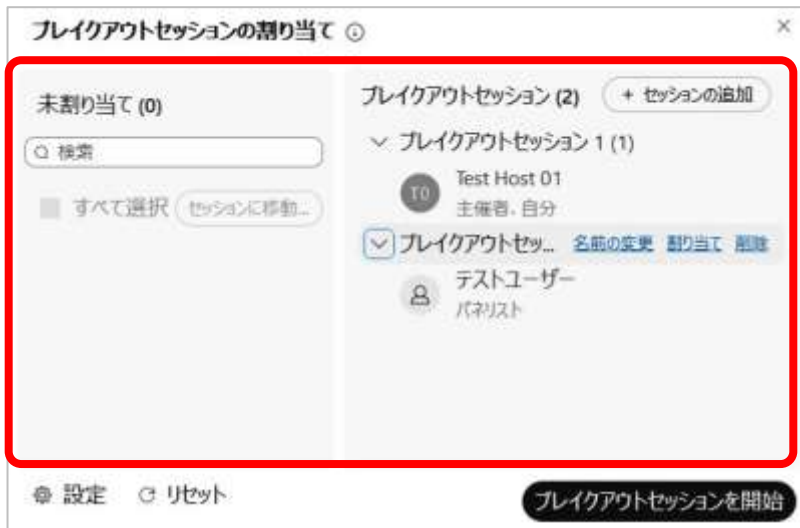 ブレイクアウトセッションの割り当て
未割り当て (0)
検索
すべて選択 セッションに移動...
ブレイクアウトセッション (2) + セッションの追加
ブレイクアウトセッション 1 (1)
T0 Test Host 01
主催者、自分
ブレイクアウトセッ... 名前の変更 割り当て 削除
テストユーザー
パネリスト
設定 リセット ブレイクアウトセッションを開始